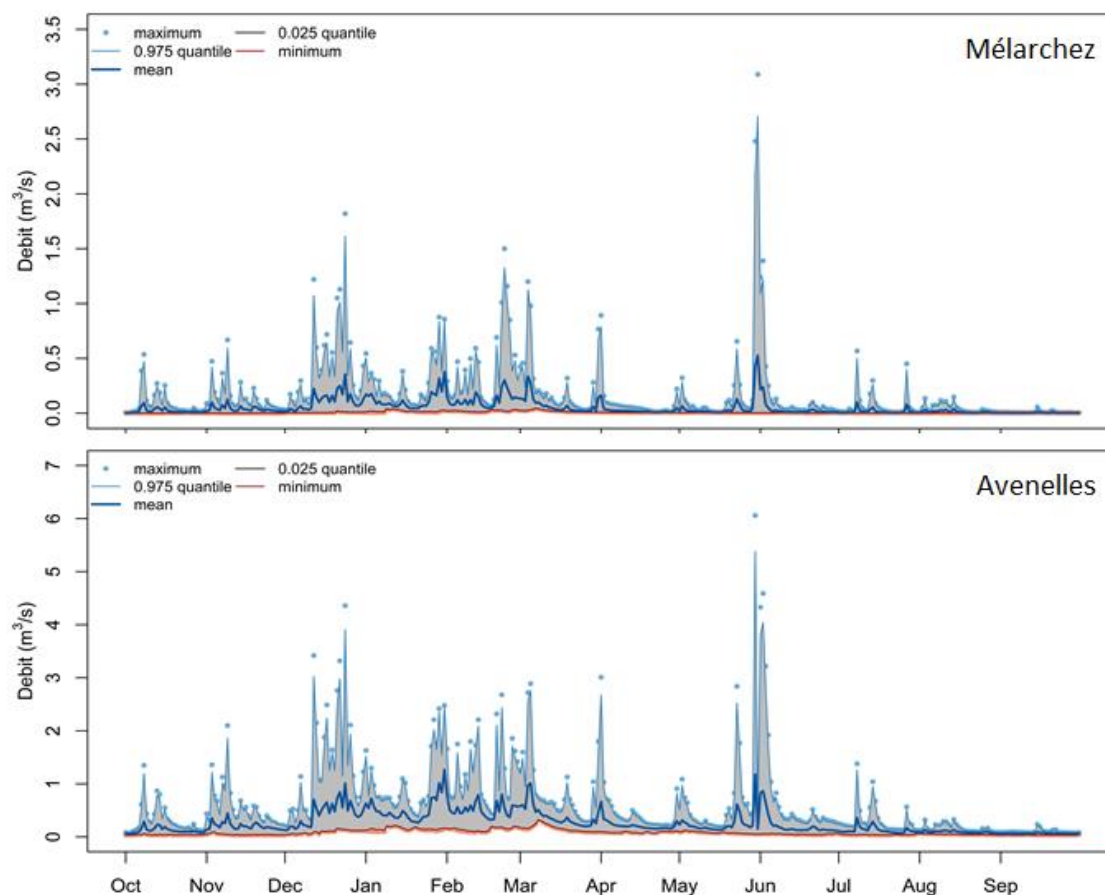 3.5
3.0
2.5
2.0
1.5
1.0
0.5
0.0
Debit (m³/s)
maximum 0.025 quantile
0.975 quantile minimum
mean
Mélarchez
7
6
5
4
3
2
1
0
Debit (m³/s)
maximum 0.025 quantile
0.975 quantile minimum
mean
Avenelles
Oct Nov Dec Jan Feb Mar Apr May Jun Jul Aug Sep